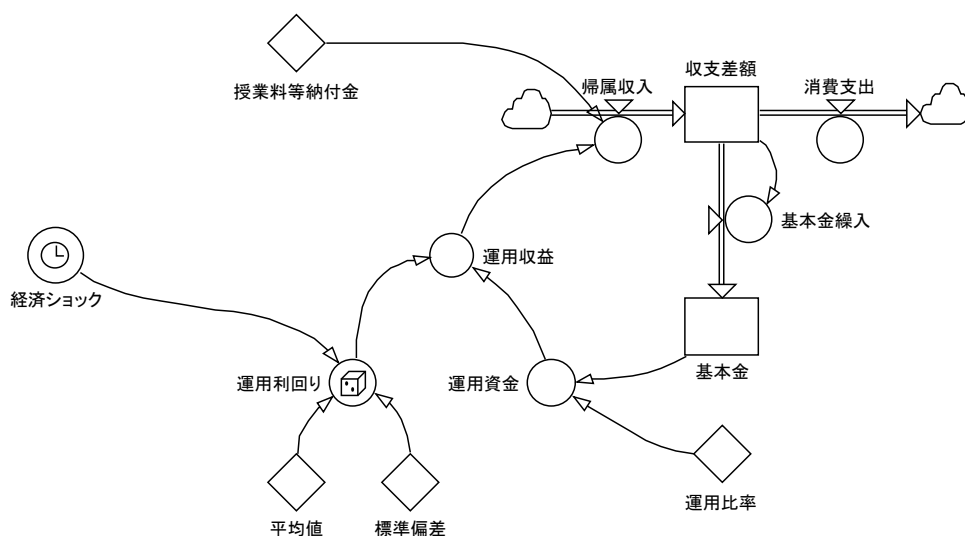 授業料等納付金
帰属収入
収支差額
消費支出
基本金繰入
運用収益
経済ショック
運用利回り
運用資金
基本金
平均値
標準偏差
運用比率